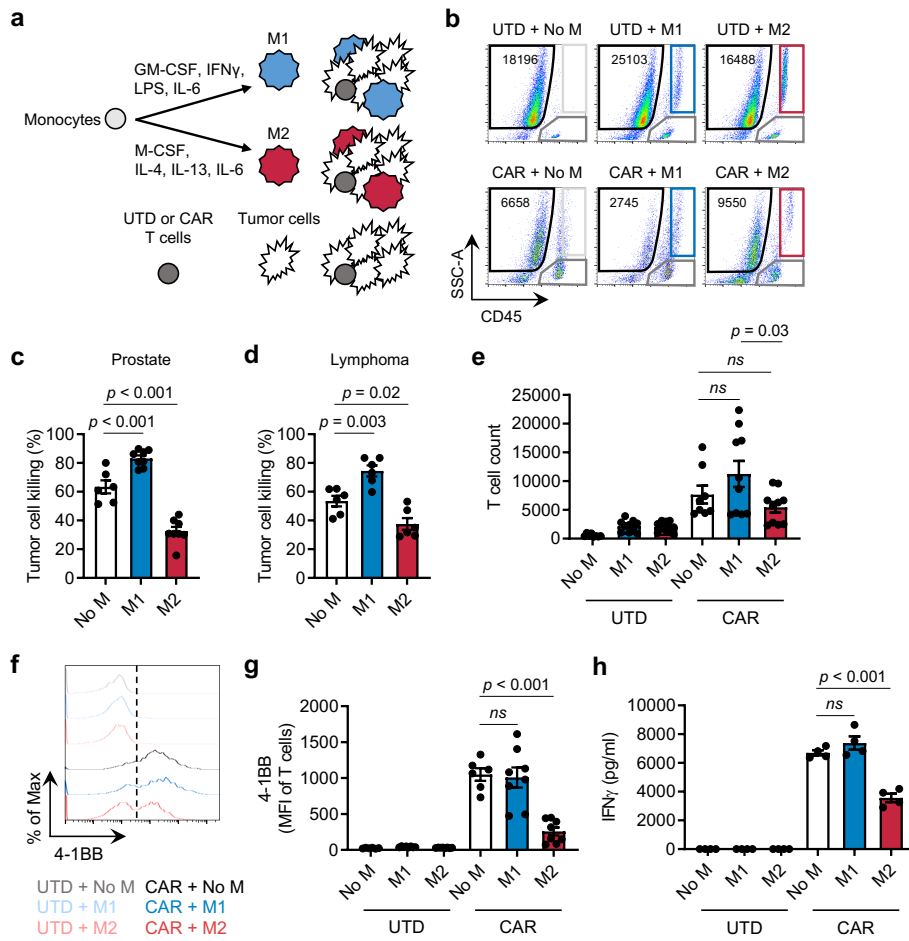 a
M1
GM-CSF, IFNγ,
LPS, IL-6
Monocytes
M2
M-CSF,
IL-4, IL-13, IL-6
UTD or CAR
T cells
Tumor cells
b
UTD + No M
UTD + M1
UTD + M2
18196
25103
16488
CAR + No M
CAR + M1
CAR + M2
6658
2745
9550
SSC-A
CD45
c
Prostate
p < 0.001
p < 0.001
Tumor cell killing (%)
100
80
60
40
20
0
No M
M1
M2
d
Lymphoma
p = 0.02
p = 0.003
Tumor cell killing (%)
100
80
60
40
20
0
No M
M1
M2
e
p = 0.03
ns
ns
T cell count
25000
20000
15000
10000
5000
0
No M
M1
M2
No M
M1
M2
UTD
CAR
f
% of Max
4-1BB
UTD + No M
CAR + No M
UTD + M1
CAR + M1
UTD + M2
CAR + M2
g
p < 0.001
ns
4-1BB
(MFI of T cells)
2000
1500
1000
500
0
No M
M1
M2
No M
M1
M2
UTD
CAR
h
p < 0.001
ns
IFNγ (pg/ml)
10000
8000
6000
4000
2000
0
No M
M1
M2
No M
M1
M2
UTD
CAR